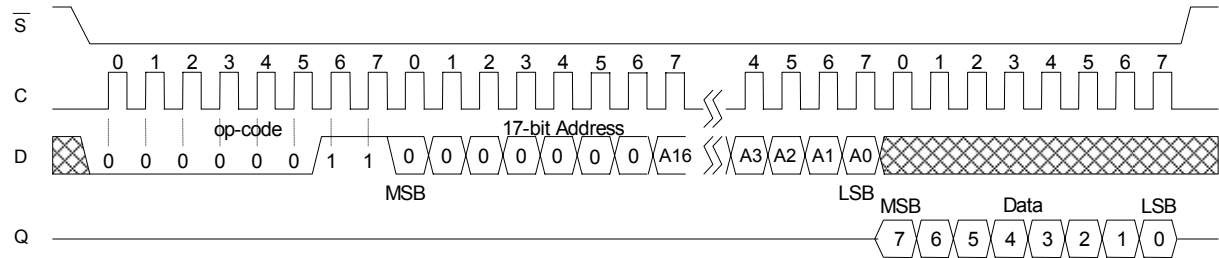 S
0 1 2 3 4 5 6 7 0 1 2 3 4 5 6 7 4 5 6 7 0 1 2 3 4 5 6 7
C
op-code 17-bit Address
D 0 0 0 0 0 0 1 1 0 0 0 0 0 0 0 A16 A3 A2 A1 A0
MSB LSB MSB Data LSB
Q 7 6 5 4 3 2 1 0